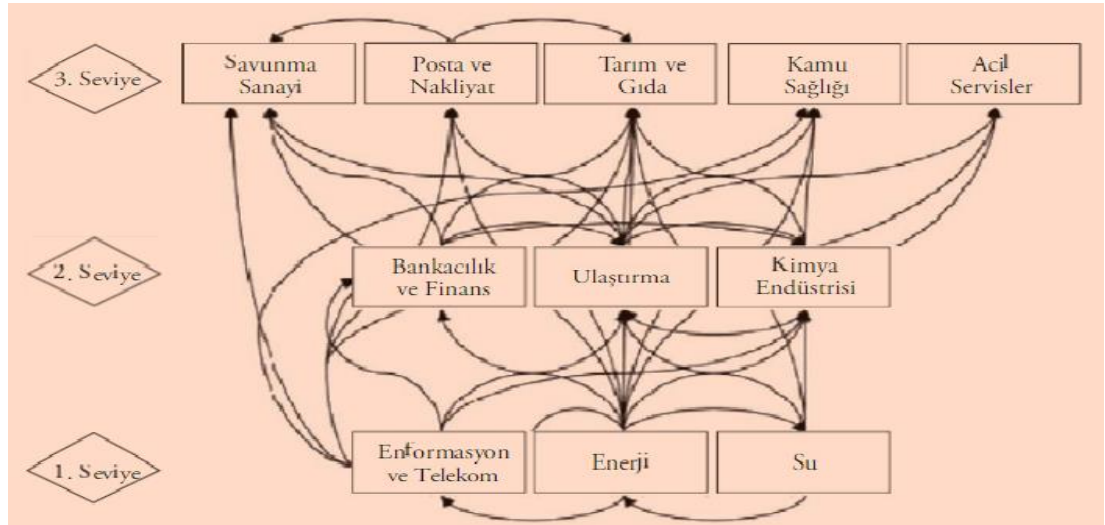 3. Seviye
Savunma
Sanayi
Posta ve
Nakliyat
Tarım ve
Gıda
Kamu
Sağlığı
Acil
Servisler
2. Seviye
Bankacılık
ve Finans
Ulaştırma
Kimya
Endüstrisi
1. Seviye
Enformasyon
ve Telekom
Enerji
Su